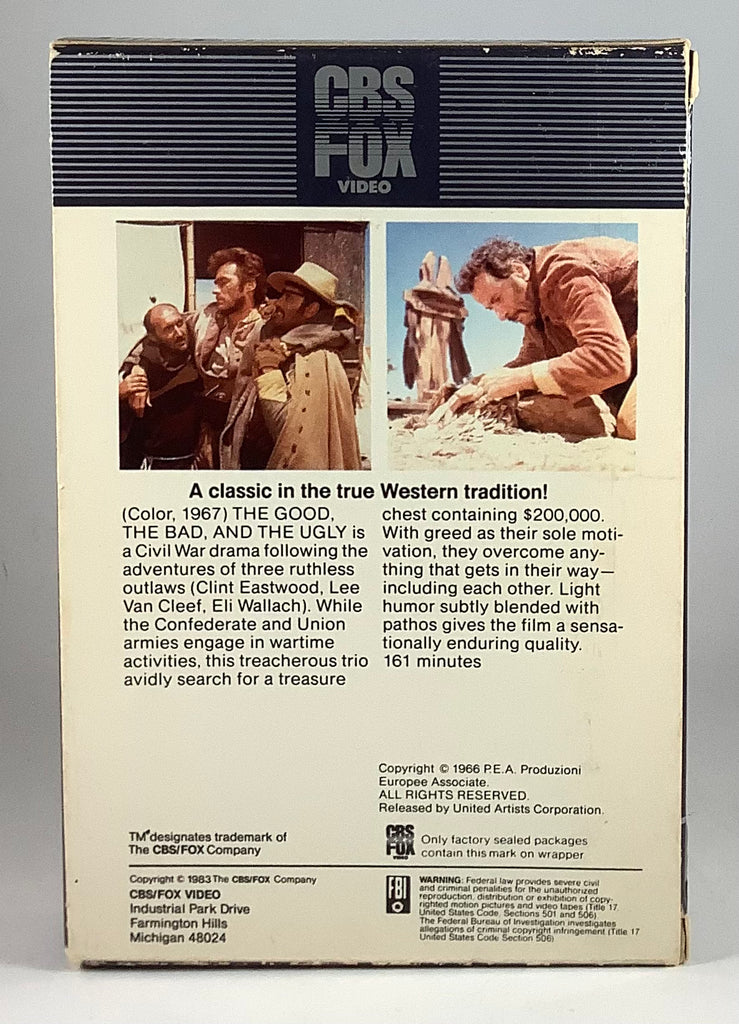 CBS
FOX
VIDEO
A classic in the true Western tradition!
(Color, 1967) THE GOOD,
THE BAD, AND THE UGLY is
a Civil War drama following the
adventures of three ruthless
outlaws (Clint Eastwood, Lee
Van Cleef, Eli Wallach). While
the Confederate and Union
armies engage in wartime
activities, this treacherous trio
avidly search for a treasure
chest containing $200,000.
With greed as their sole moti-
vation, they overcome any-
thing that gets in their way—
including each other. Light
humor subtly blended with
pathos gives the film a sensa-
tionally enduring quality.
161 minutes
Copyright © 1966 P.E.A. Produzioni
Europee Associate.
ALL RIGHTS RESERVED.
Released by United Artists Corporation.
TM designates trademark of
The CBS/FOX Company
CBS
FOX
VIDEO
Only factory sealed packages
contain this mark on wrapper
Copyright © 1983 The CBS/FOX Company
CBS/FOX VIDEO
Industrial Park Drive
Farmington Hills
Michigan 48024
FBI
WARNING: Federal law provides severe civil
and criminal penalities for the unauthorized
reproduction, distribution or exhibition of copy-
righted motion pictures and video tapes (Title 17
United States Code, Sections 501 and 506)
The Federal Bureau of Investigation investigates
allegations of criminal copyright infringement (Title 17
United States Code Section 506)